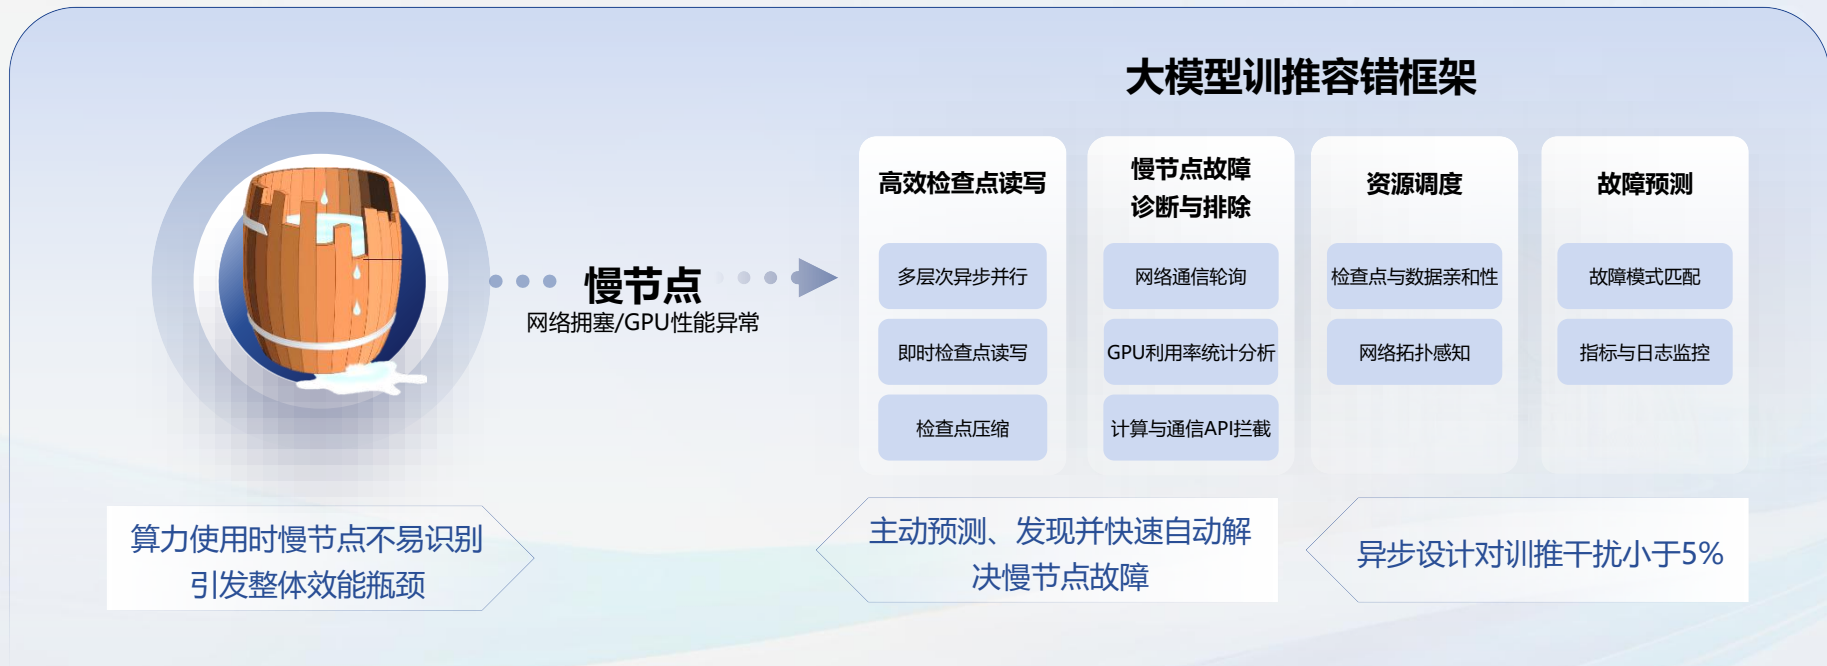 大模型训推容错框架
慢节点
网络拥塞/GPU性能异常
高效检查点读写
多层次异步并行
即时检查点读写
检查点压缩
慢节点故障
诊断与排除
网络通信轮询
GPU利用率统计分析
计算与通信API拦截
资源调度
检查点与数据亲和性
网络拓扑感知
故障预测
故障模式匹配
指标与日志监控
算力使用时慢节点不易识别
引发整体效能瓶颈
主动预测、发现并快速自动解
决慢节点故障
异步设计对训推干扰小于5%